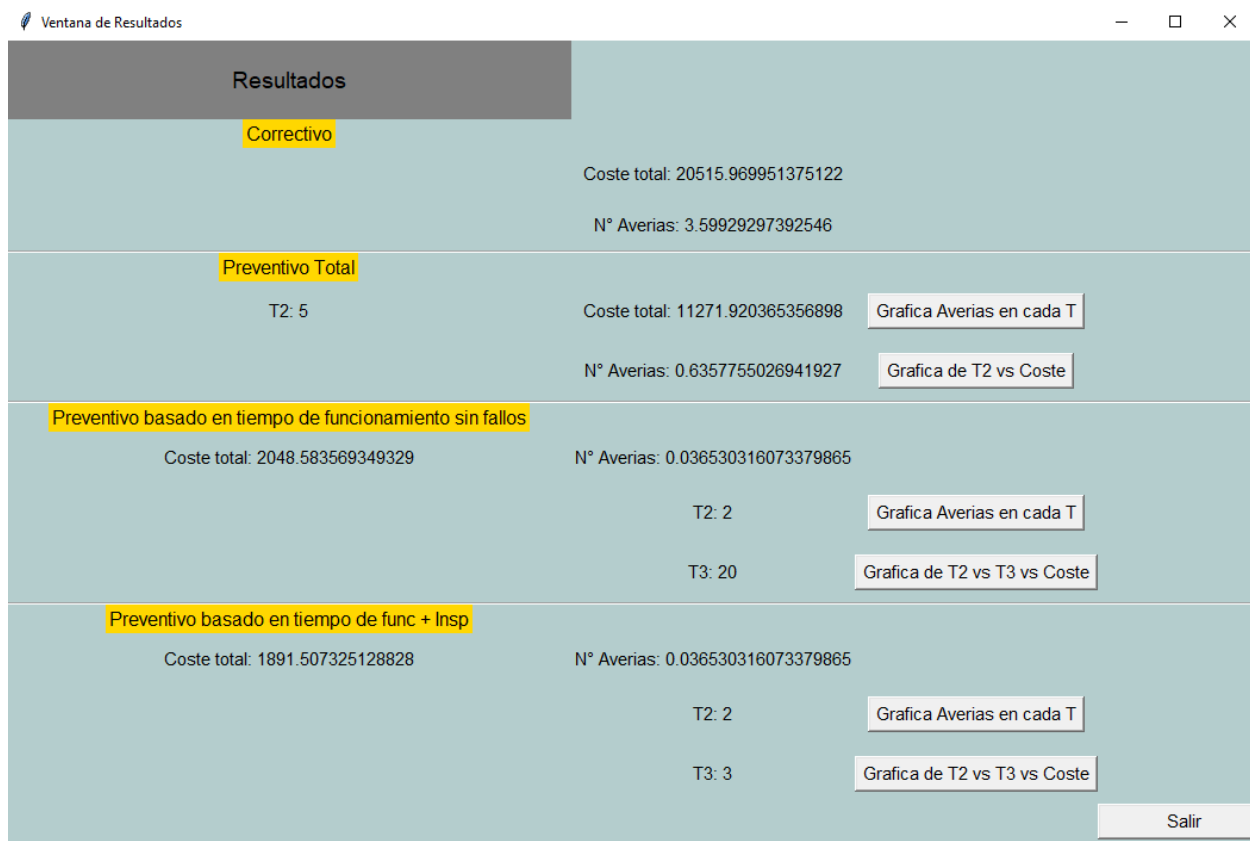 Ventana de Resultados
Resultados
Correctivo
Coste total: 20515.969951375122
N° Averias: 3.59929297392546
Preventivo Total
T2: 5
Coste total: 11271.920365356898
Grafica Averias en cada T
N° Averias: 0.6357755026941927
Grafica de T2 vs Coste
Preventivo basado en tiempo de funcionamiento sin fallos
Coste total: 2048.583569349329
N° Averias: 0.036530316073379865
T2: 2
Grafica Averias en cada T
T3: 20
Grafica de T2 vs T3 vs Coste
Preventivo basado en tiempo de func + Insp
Coste total: 1891.507325128828
N° Averias: 0.036530316073379865
T2: 2
Grafica Averias en cada T
T3: 3
Grafica de T2 vs T3 vs Coste
Salir